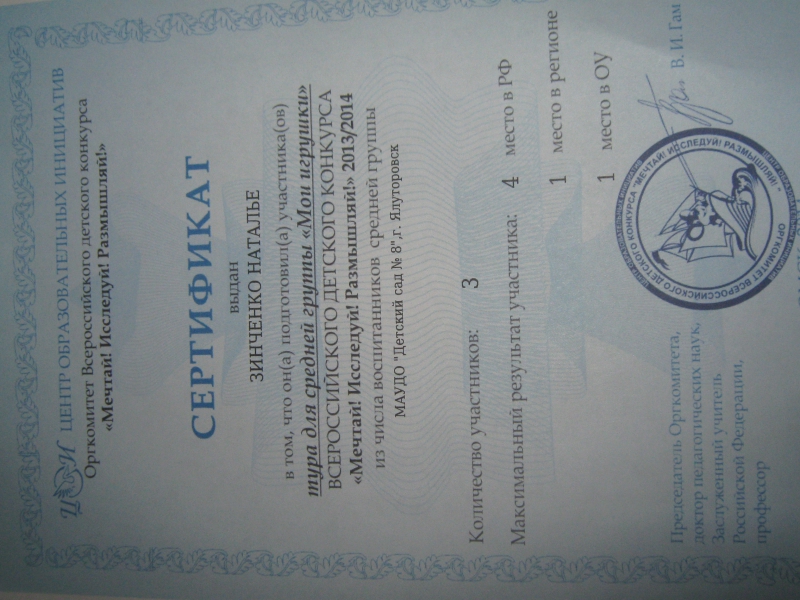 ЦЕНТР ОБРАЗОВАТЕЛЬНЫХ ИНИЦИАТИВ
Оргкомитет Всероссийского детского конкурса
«Мечтай! Исследуй! Размышляй!»
СЕРТИФИКАТ
выдан
ЗИНЧЕНКО НАТАЛЬЕ
в том, что он(а) подготовил(а) участника(ов)
тура для средней группы «Мои игрушки»
ВСЕРОССИЙСКОГО ДЕТСКОГО КОНКУРСА
«Мечтай! Исследуй! Размышляй!» 2013/2014
из числа воспитанников средней группы
МАУДО "Детский сад № 8",г. Ялуторовск
Количество участников: 3
Максимальный результат участника: 4 место в РФ
1 место в регионе
1 место в ОУ
Председатель Оргкомитета,
доктор педагогических наук,
Заслуженный учитель
Российской Федерации,
профессор
В. И. Гам
ОРГКОМИТЕТ ВСЕРОССИЙСКОГО ДЕТСКОГО КОНКУРСА "МЕЧТАЙ! ИССЛЕДУЙ! РАЗМЫШЛЯЙ!"